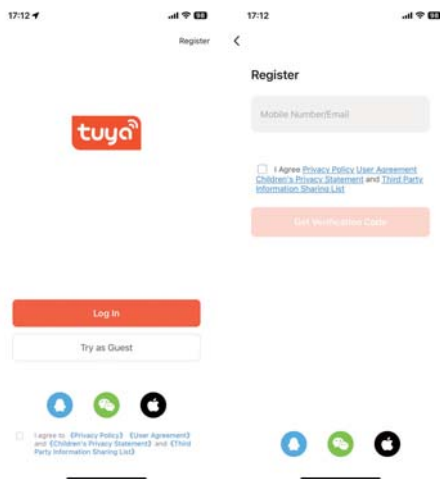 17:12
98
Register
tuya
Log In
Try as Guest
I agree to 《Privacy Policy》 《User Agreement》
and 《Children's Privacy Statement》 and 《Third
Party Information Sharing List》
17:12
98
Register
Mobile Number/Email
I Agree Privacy Policy User Agreement
Children's Privacy Statement and Third Party
Information Sharing List
Get Verification Code